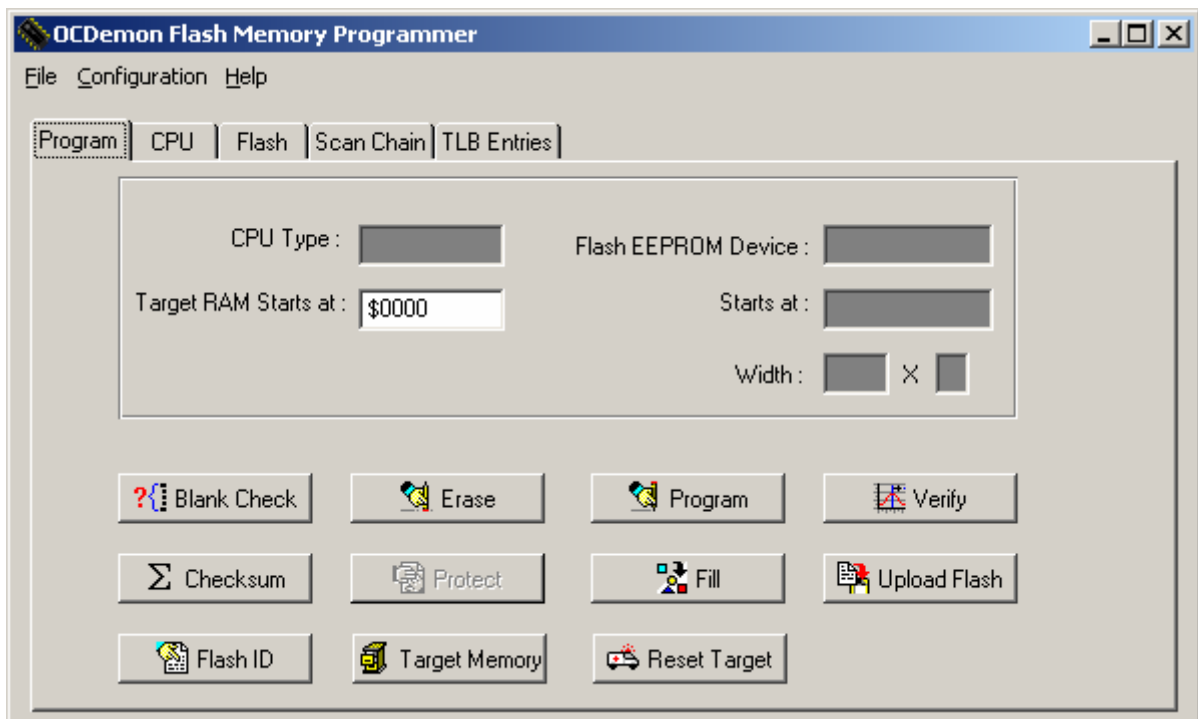 OCDemon Flash Memory Programmer
File Configuration Help
Program CPU Flash Scan Chain TLB Entries
CPU Type :
Flash EEPROM Device :
Target RAM Starts at : $0000
Starts at :
Width : X
?{ Blank Check Erase Program Verify
Σ Checksum Protect Fill Upload Flash
Flash ID Target Memory Reset Target